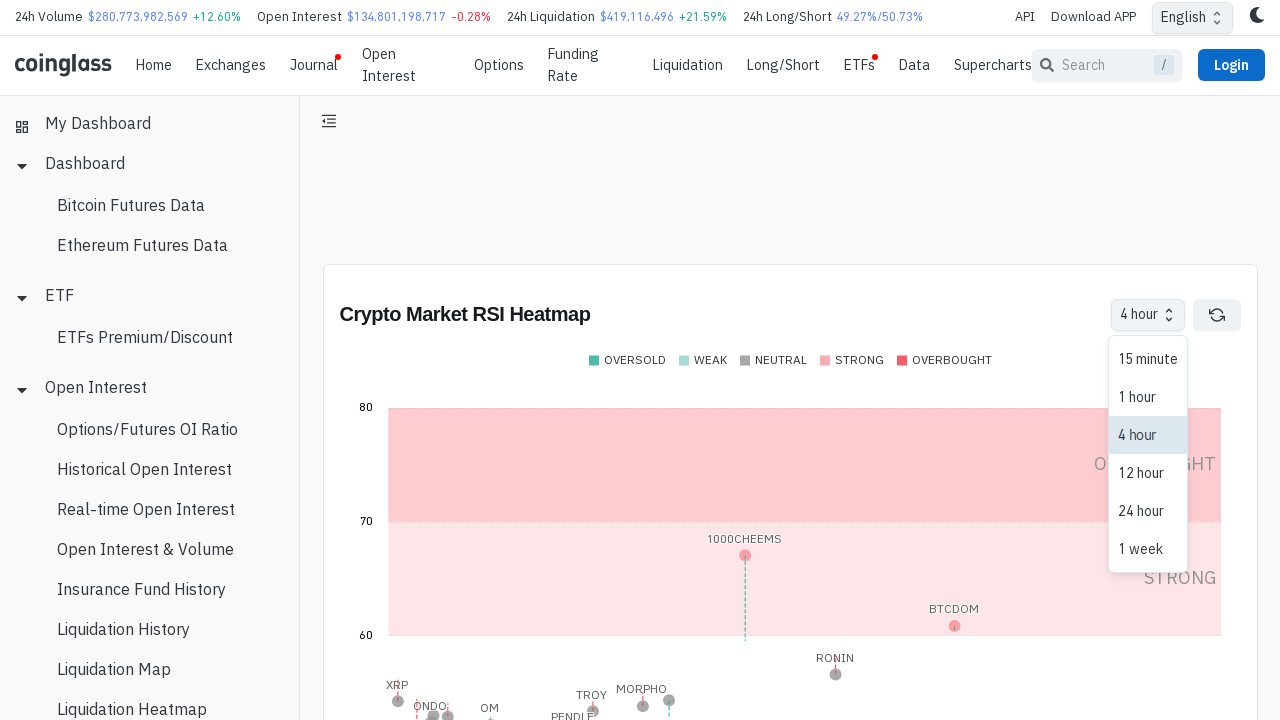 24h Volume $280,773,982,569 +12.60% Open Interest $134,801,198,717 -0.28% 24h Liquidation $419,116,496 +21.59% 24h Long/Short 49.27%/50.73% API Download APP English
coinglass Home Exchanges Journal Open Interest Options Funding Rate Liquidation Long/Short ETFs Data Supercharts Search / Login
My Dashboard
Dashboard
Bitcoin Futures Data
Ethereum Futures Data
ETF
ETFs Premium/Discount
Open Interest
Options/Futures OI Ratio
Historical Open Interest
Real-time Open Interest
Open Interest & Volume
Insurance Fund History
Liquidation History
Liquidation Map
Liquidation Heatmap
Crypto Market RSI Heatmap
4 hour
15 minute
1 hour
4 hour
12 hour
24 hour
1 week
OVERSOLD WEAK NEUTRAL STRONG OVERBOUGHT
80
70
60
STRONG
1000CHEEMS
BTCDOM
RONIN
XRP
ONDO
OM
TROY
PENDLE
MORPHO